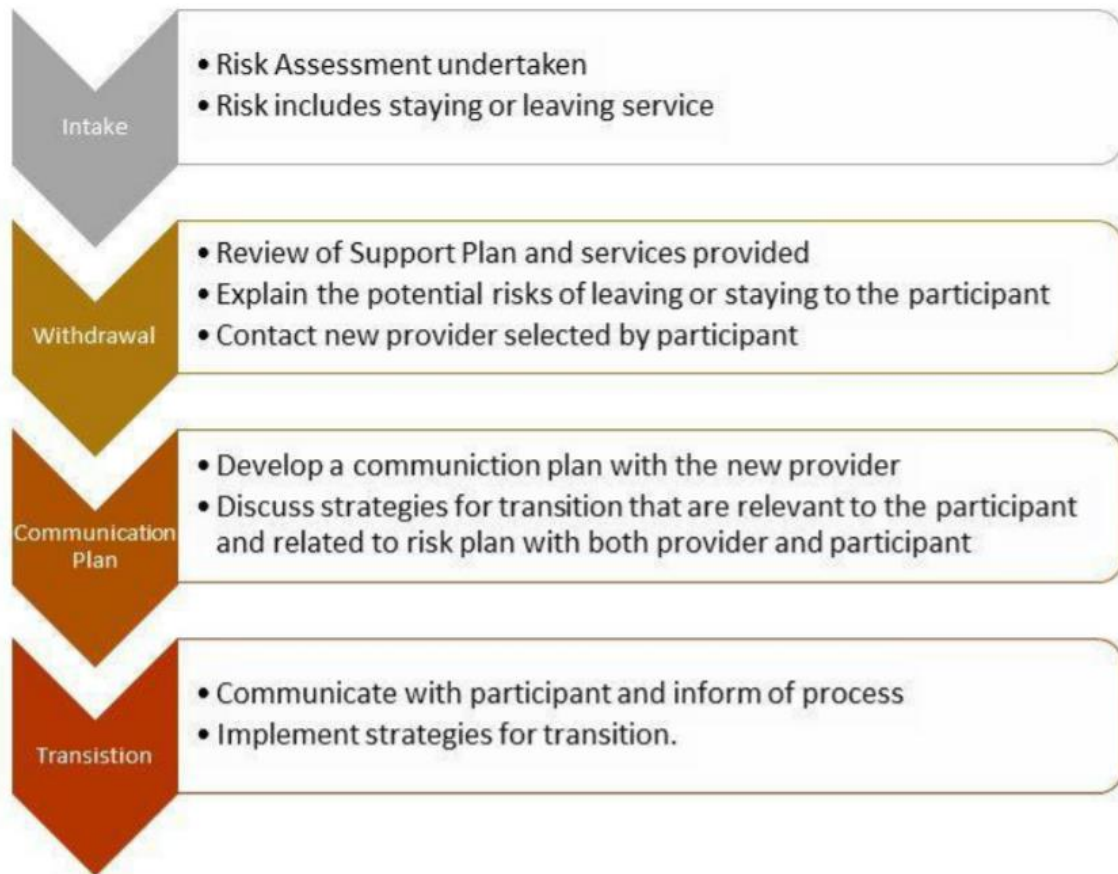 Intake
• Risk Assessment undertaken
• Risk includes staying or leaving service
Withdrawal
• Review of Support Plan and services provided
• Explain the potential risks of leaving or staying to the participant
• Contact new provider selected by participant
Communication
Plan
• Develop a communiction plan with the new provider
• Discuss strategies for transition that are relevant to the participant
and related to risk plan with both provider and participant
Transistion
• Communicate with participant and inform of process
• Implement strategies for transition.